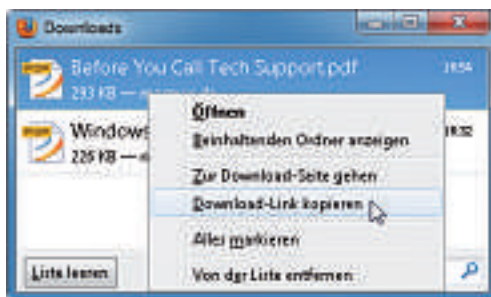 Downloads
Before You Call Tech Support.pdf 19:54
293 KB —
Windows 19:32
226 KB —
Öffnen
Beinhaltenden Ordner anzeigen
Zur Download-Seite gehen
Download-Link kopieren
Alles markieren
Von der Liste entfernen
Liste leeren